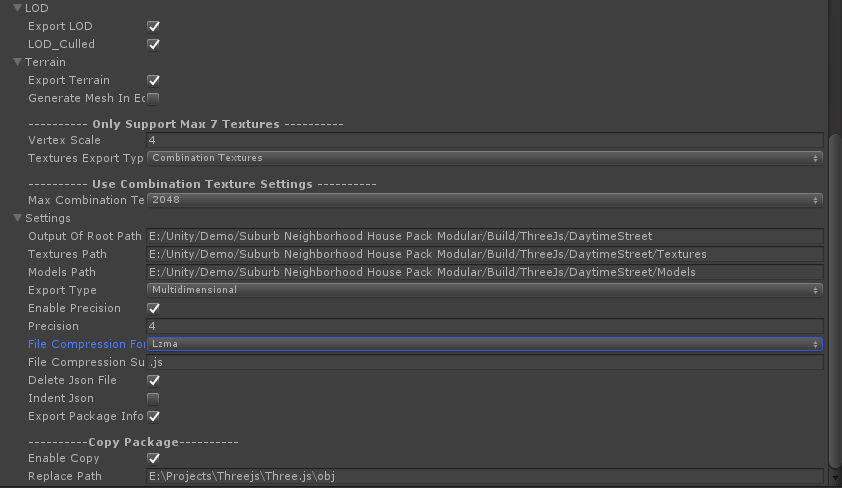 LOD
Export LOD
LOD_Culled
Terrain
Export Terrain
Generate Mesh In Ec
---------- Only Support Max 7 Textures ----------
Vertex Scale 4
Textures Export Typ Combination Textures
---------- Use Combination Texture Settings ----------
Max Combination Te 2048
Settings
Output Of Root Path E:/Unity/Demo/Suburb Neighborhood House Pack Modular/Build/ThreeJs/DaytimeStreet
Textures Path E:/Unity/Demo/Suburb Neighborhood House Pack Modular/Build/ThreeJs/DaytimeStreet/Textures
Models Path E:/Unity/Demo/Suburb Neighborhood House Pack Modular/Build/ThreeJs/DaytimeStreet/Models
Export Type Multidimensional
Enable Precision
Precision 4
File Compression For Lzma
File Compression Su .js
Delete Json File
Indent Json
Export Package Info
----------Copy Package----------
Enable Copy
Replace Path E:\Projects\Threejs\Three.js\obj